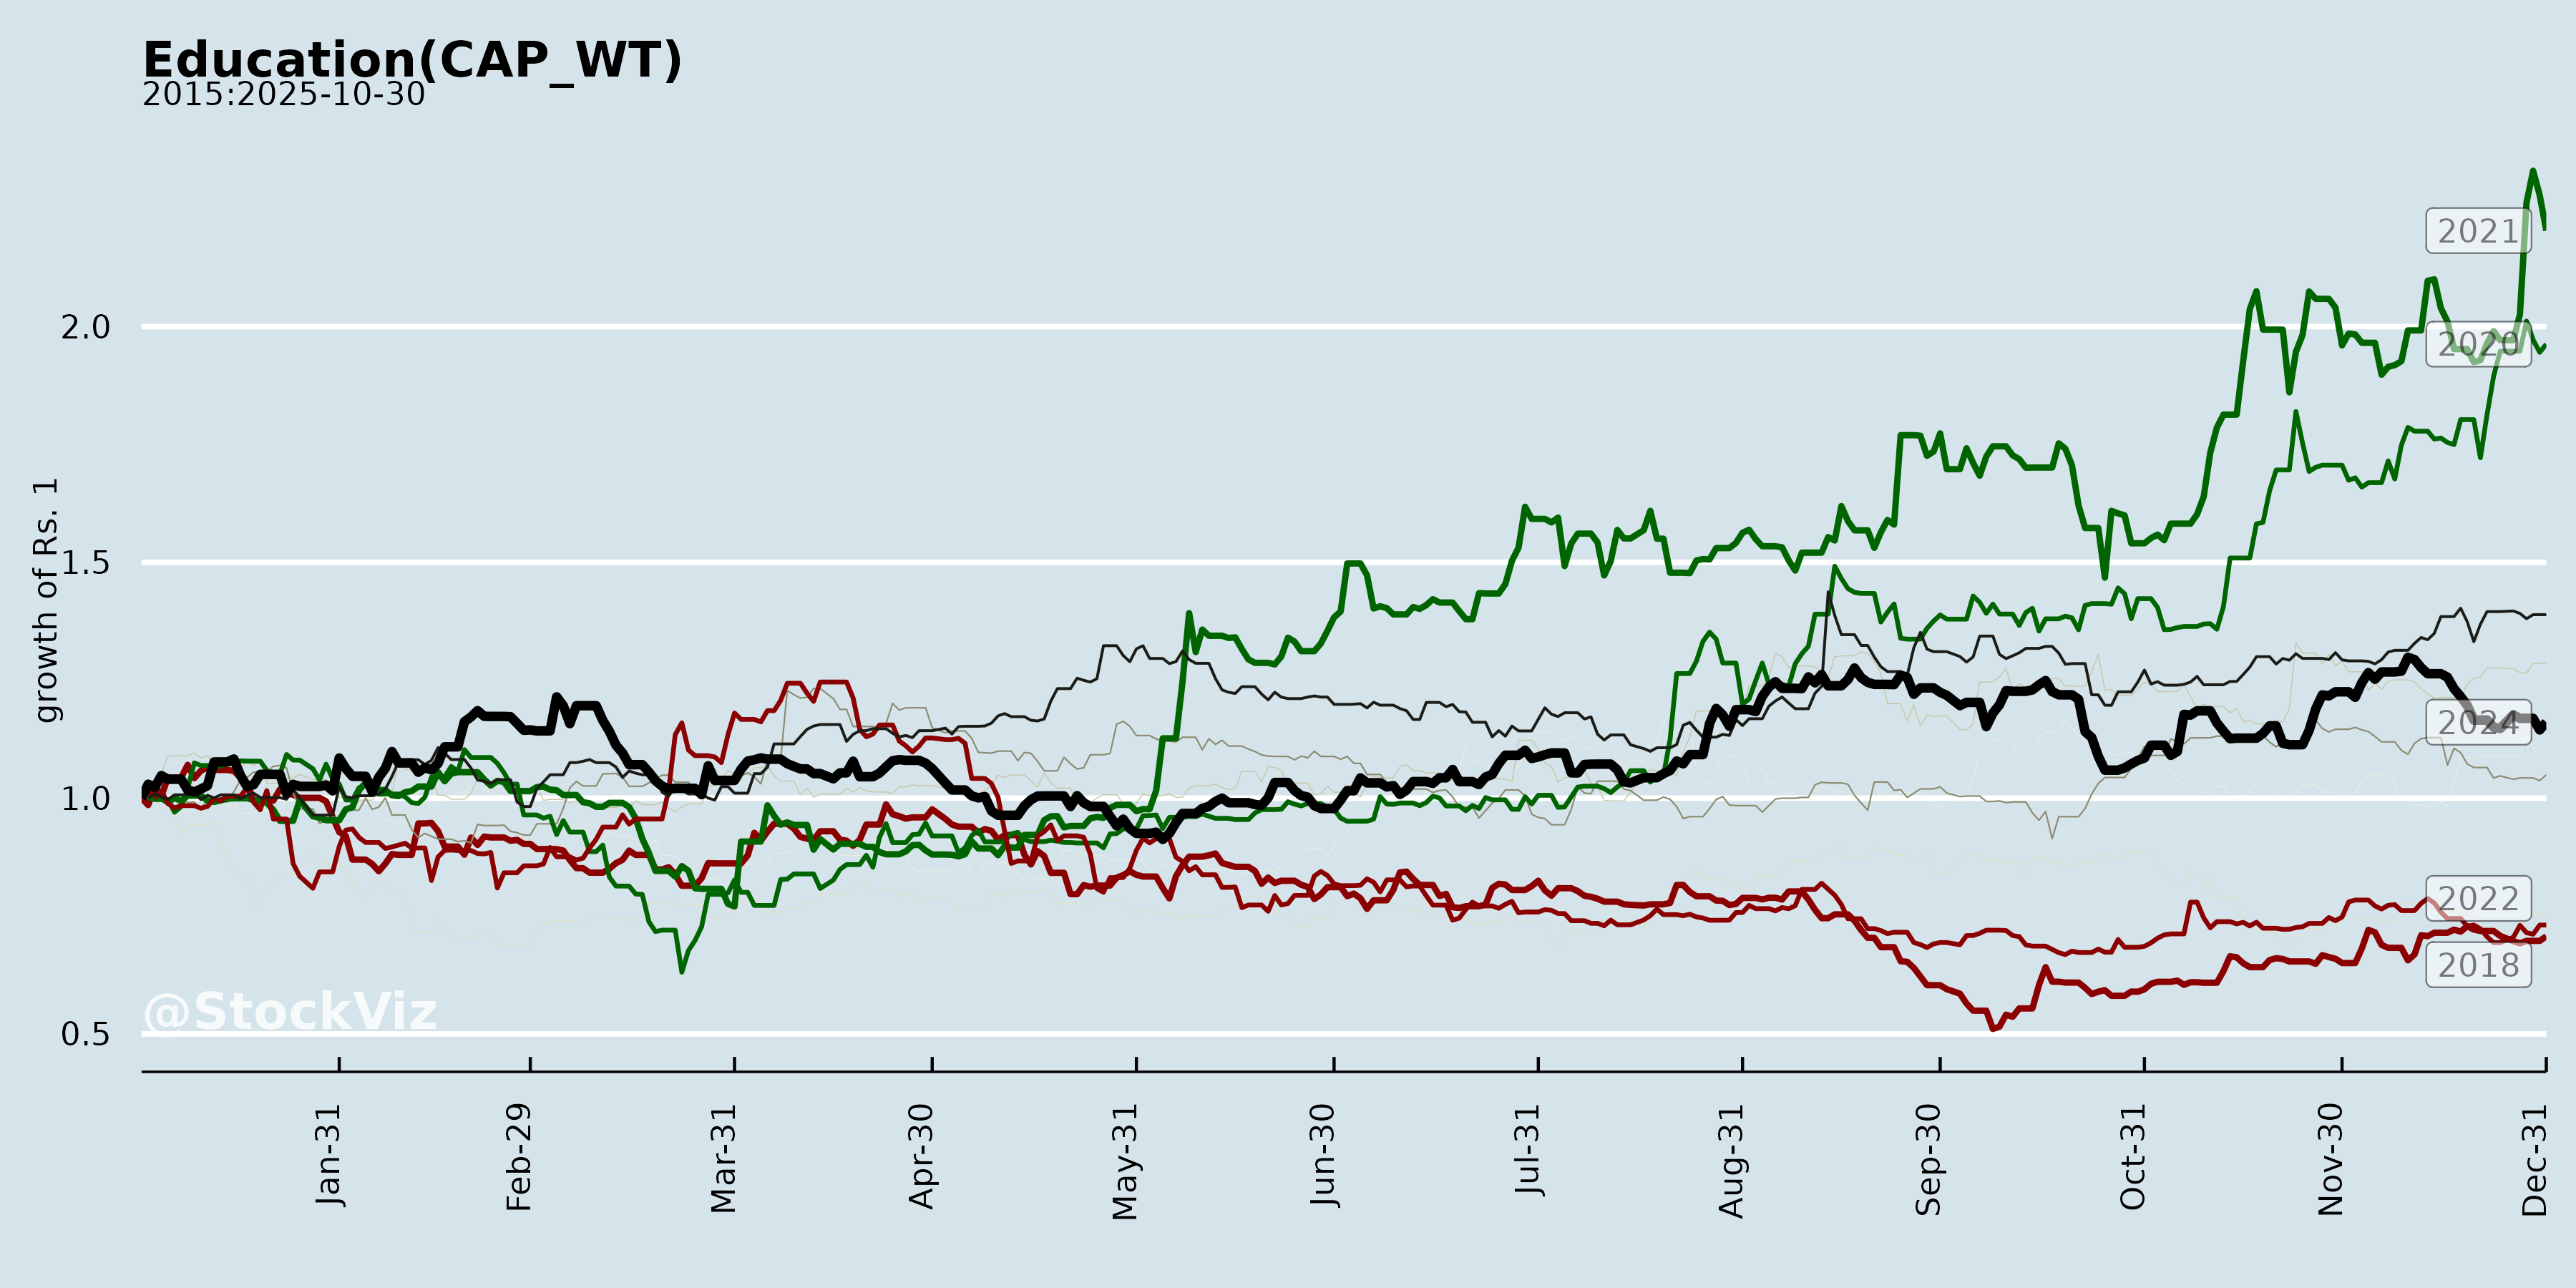 Education(CAP_WT)
2015:2025-10-30
growth of Rs. 1
2.0
1.5
1.0
0.5
2021
2020
2024
2022
2018
@StockViz
Jan-31
Feb-29
Mar-31
Apr-30
May-31
Jun-30
Jul-31
Aug-31
Sep-30
Oct-31
Nov-30
Dec-31